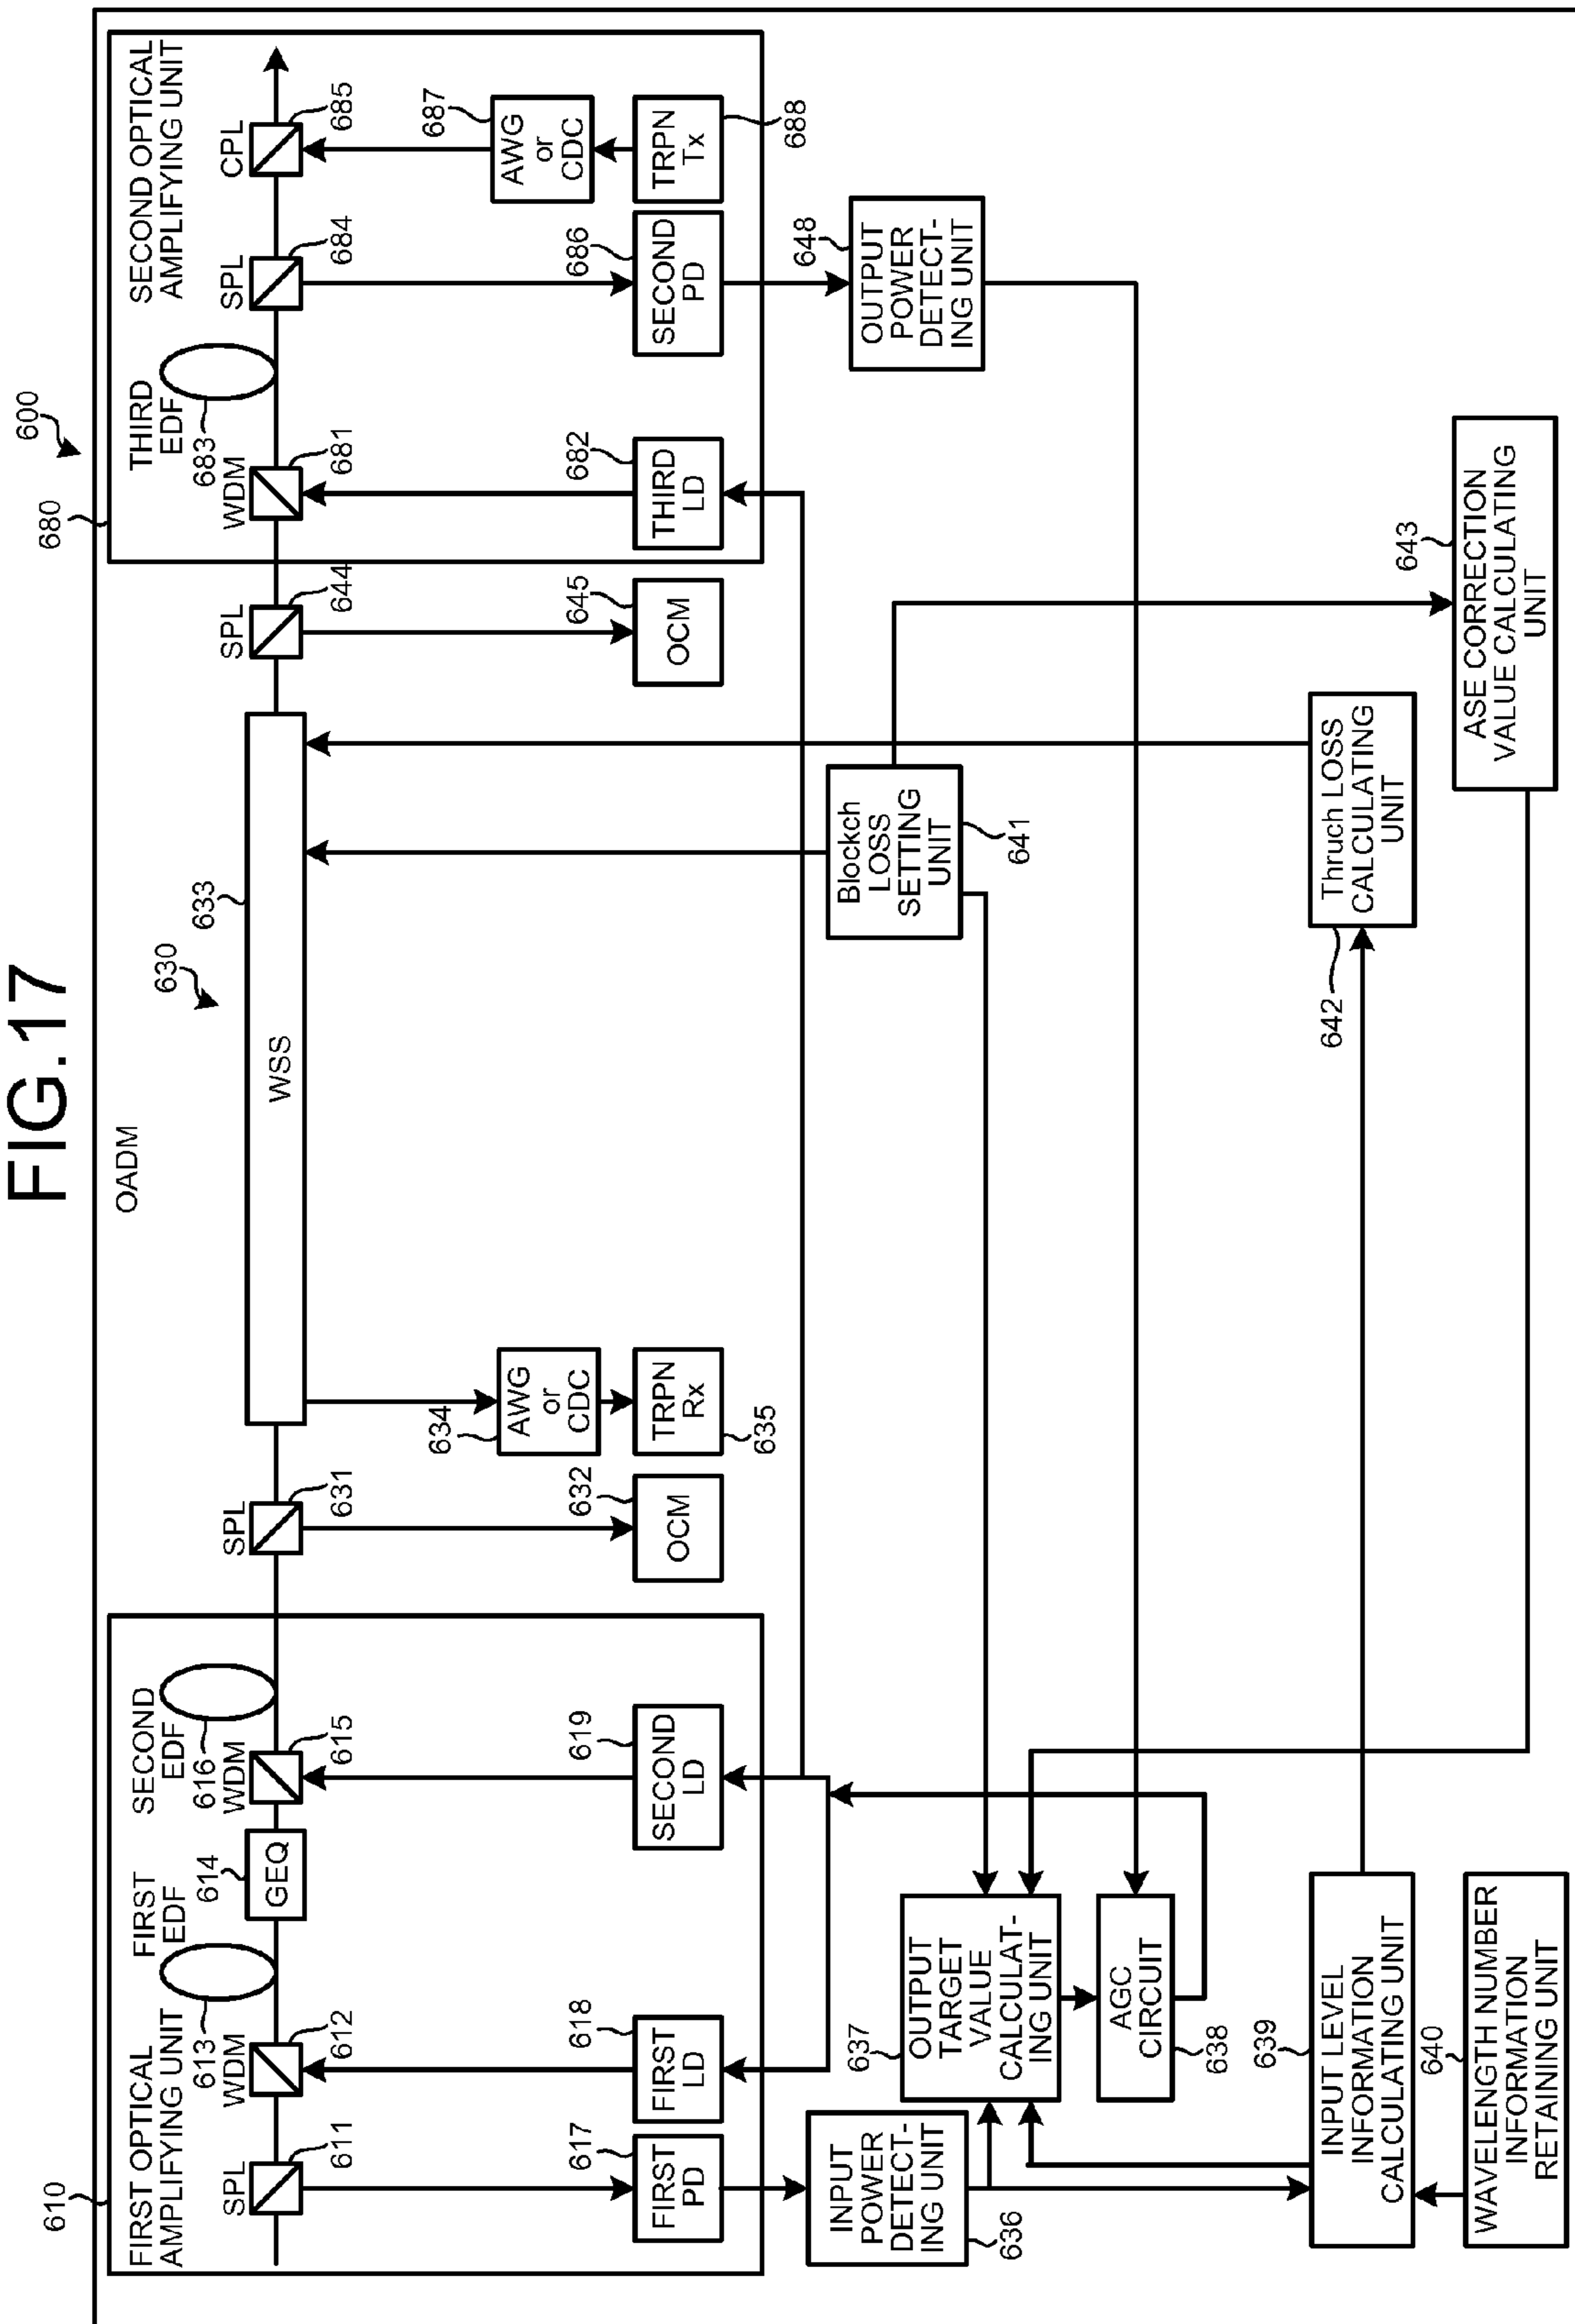 FIG.17
600
OADM
610
FIRST OPTICAL
AMPLIFYING UNIT
SPL
611
WDM
612
613
FIRST
EDF
GEQ
614
WDM
615
616
SECOND
EDF
FIRST
PD
617
FIRST
LD
618
SECOND
LD
619
SPL
631
OCM
632
630
WSS
633
AWG
or
CDC
634
TRPN
Rx
635
SPL
644
OCM
645
680
SECOND OPTICAL
AMPLIFYING UNIT
WDM
681
THIRD
EDF
683
SPL
684
CPL
685
THIRD
LD
682
SECOND
PD
686
AWG
or
CDC
687
TRPN
Tx
688
INPUT
POWER
DETECT-
ING UNIT
636
OUTPUT
TARGET
VALUE
CALCULAT-
ING UNIT
637
AGC
CIRCUIT
638
INPUT LEVEL
INFORMATION
CALCULATING UNIT
639
WAVELENGTH NUMBER
INFORMATION
RETAINING UNIT
640
Blockch
LOSS
SETTING
UNIT
641
Thruch LOSS
CALCULATING
UNIT
642
ASE CORRECTION
VALUE CALCULATING
UNIT
643
OUTPUT
POWER
DETECT-
ING UNIT
648